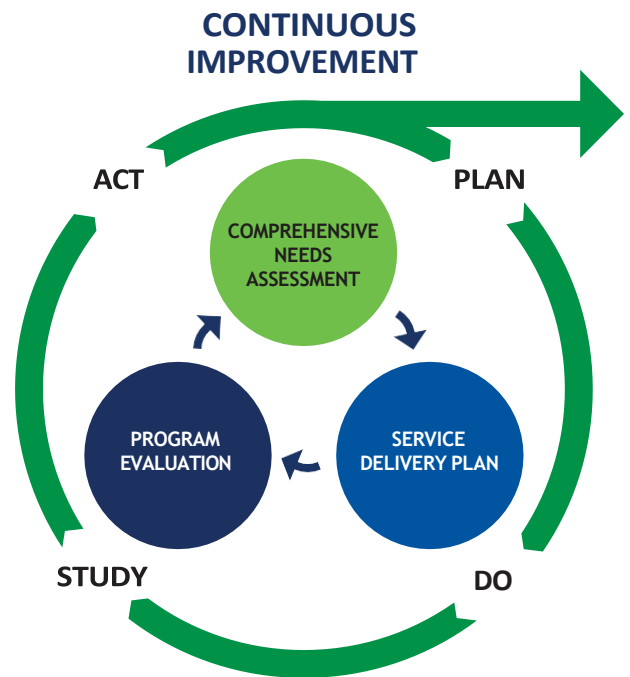 CONTINUOUS
IMPROVEMENT
ACT
PLAN
COMPREHENSIVE
NEEDS
ASSESSMENT
PROGRAM
EVALUATION
SERVICE
DELIVERY PLAN
STUDY
DO